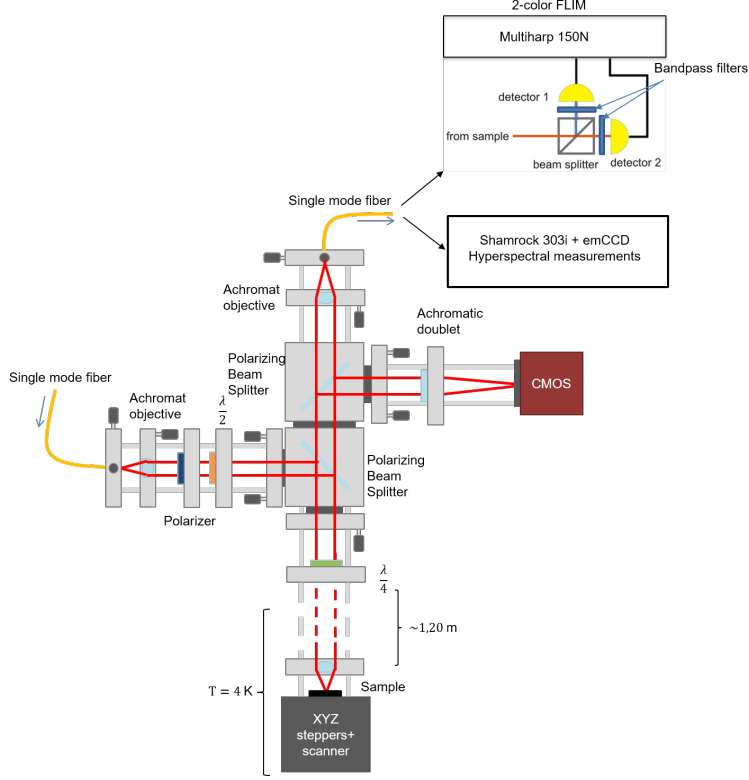 2-color FLIM
Multiharp 150N
Bandpass filters
detector 1
from sample
beam splitter
detector 2
Single mode fiber
Shamrock 303i + emCCD
Hyperspectral measurements
Achromat
objective
Achromatic
doublet
Polarizing
Beam
Splitter
CMOS
Single mode fiber
Achromat
objective
λ
2
Polarizing
Beam
Splitter
Polarizer
λ
4
~1,20 m
T = 4 K
Sample
XYZ
steppers+
scanner